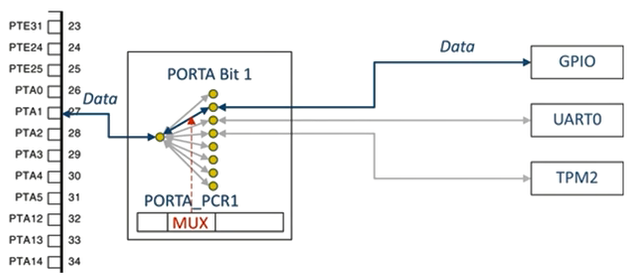 PTE31 23
PTE24 24
PTE25 25
PTA0 26
PTA1 27
PTA2 28
PTA3 29
PTA4 30
PTA5 31
PTA12 32
PTA13 33
PTA14 34
Data
PORTA Bit 1
PORTA_PCR1
MUX
Data
GPIO
UART0
TPM2